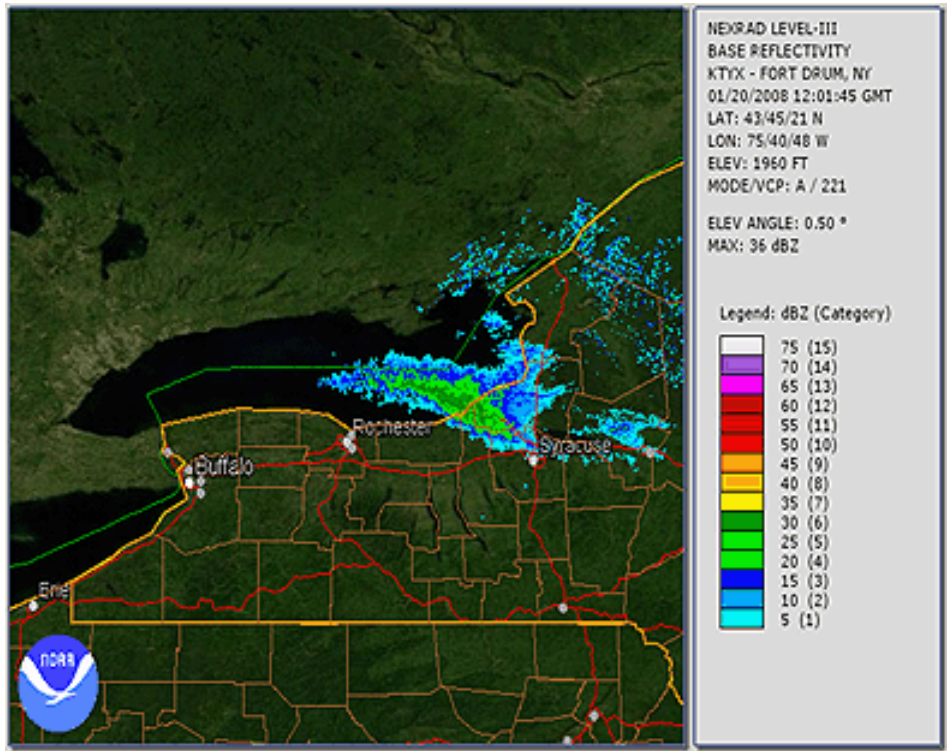 NEXRAD LEVEL-III
BASE REFLECTIVITY
KTYX - FORT DRUM, NY
01/20/2008 12:01:45 GMT
LAT: 43/45/21 N
LON: 75/40/48 W
ELEV: 1960 FT
MODE/VCP: A / 221
ELEV ANGLE: 0.50 °
MAX: 36 dBZ
Legend: dBZ (Category)
75 (15)
70 (14)
65 (13)
60 (12)
55 (11)
50 (10)
45 (9)
40 (8)
35 (7)
30 (6)
25 (5)
20 (4)
15 (3)
10 (2)
5 (1)
Rochester
Syracuse
Buffalo
Erie
NOAA